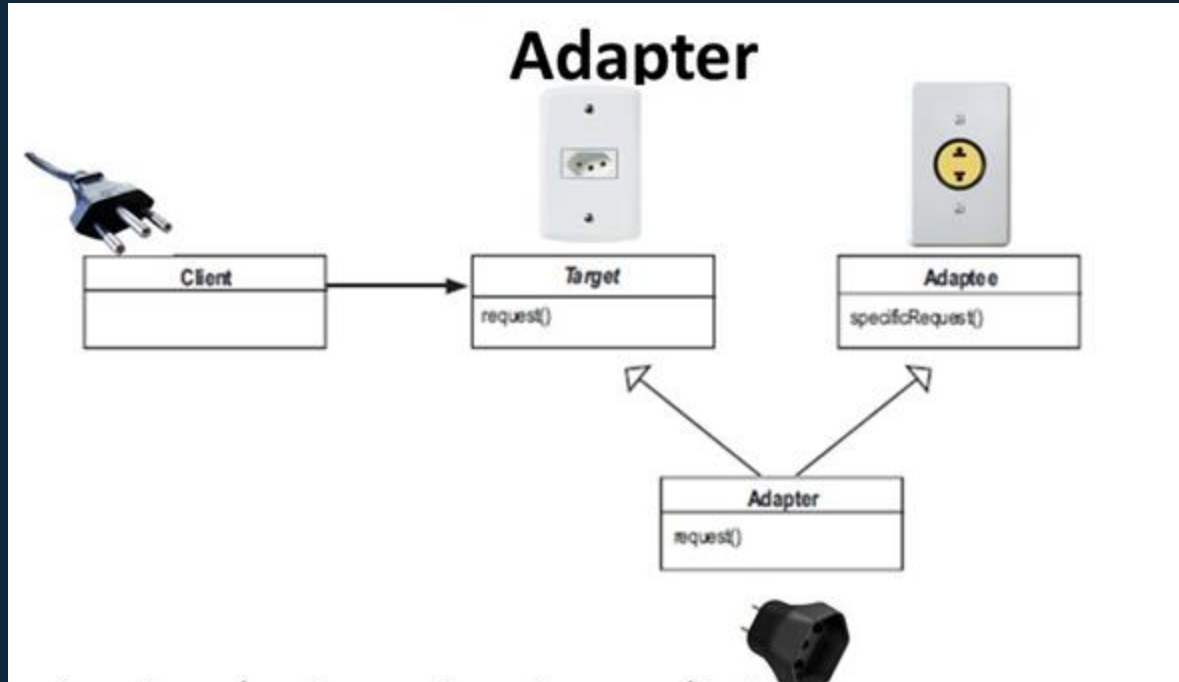 Adapter
Client
Target
Adaptee
request()
specificRequest()
Adapter
request()